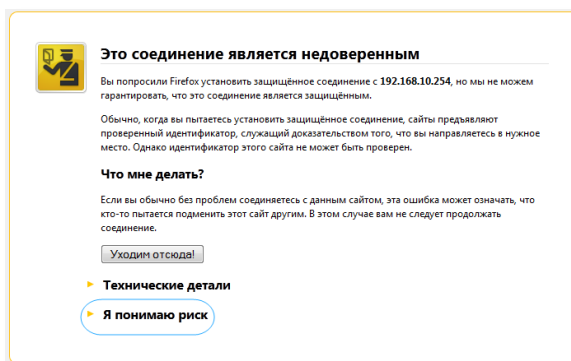 Это соединение является недоверенным
Вы попросили Firefox установить защищённое соединение с 192.168.10.254, но мы не можем
гарантировать, что это соединение является защищённым.
Обычно, когда вы пытаетесь установить защищённое соединение, сайты предъявляют
проверенный идентификатор, служащий доказательством того, что вы направляетесь в нужное
место. Однако идентификатор этого сайта не может быть проверен.
Что мне делать?
Если вы обычно без проблем соединяетесь с данным сайтом, эта ошибка может означать, что
кто-то пытается подменить этот сайт другим. В этом случае вам не следует продолжать
соединение.
Уходим отсюда!
Технические детали
Я понимаю риск